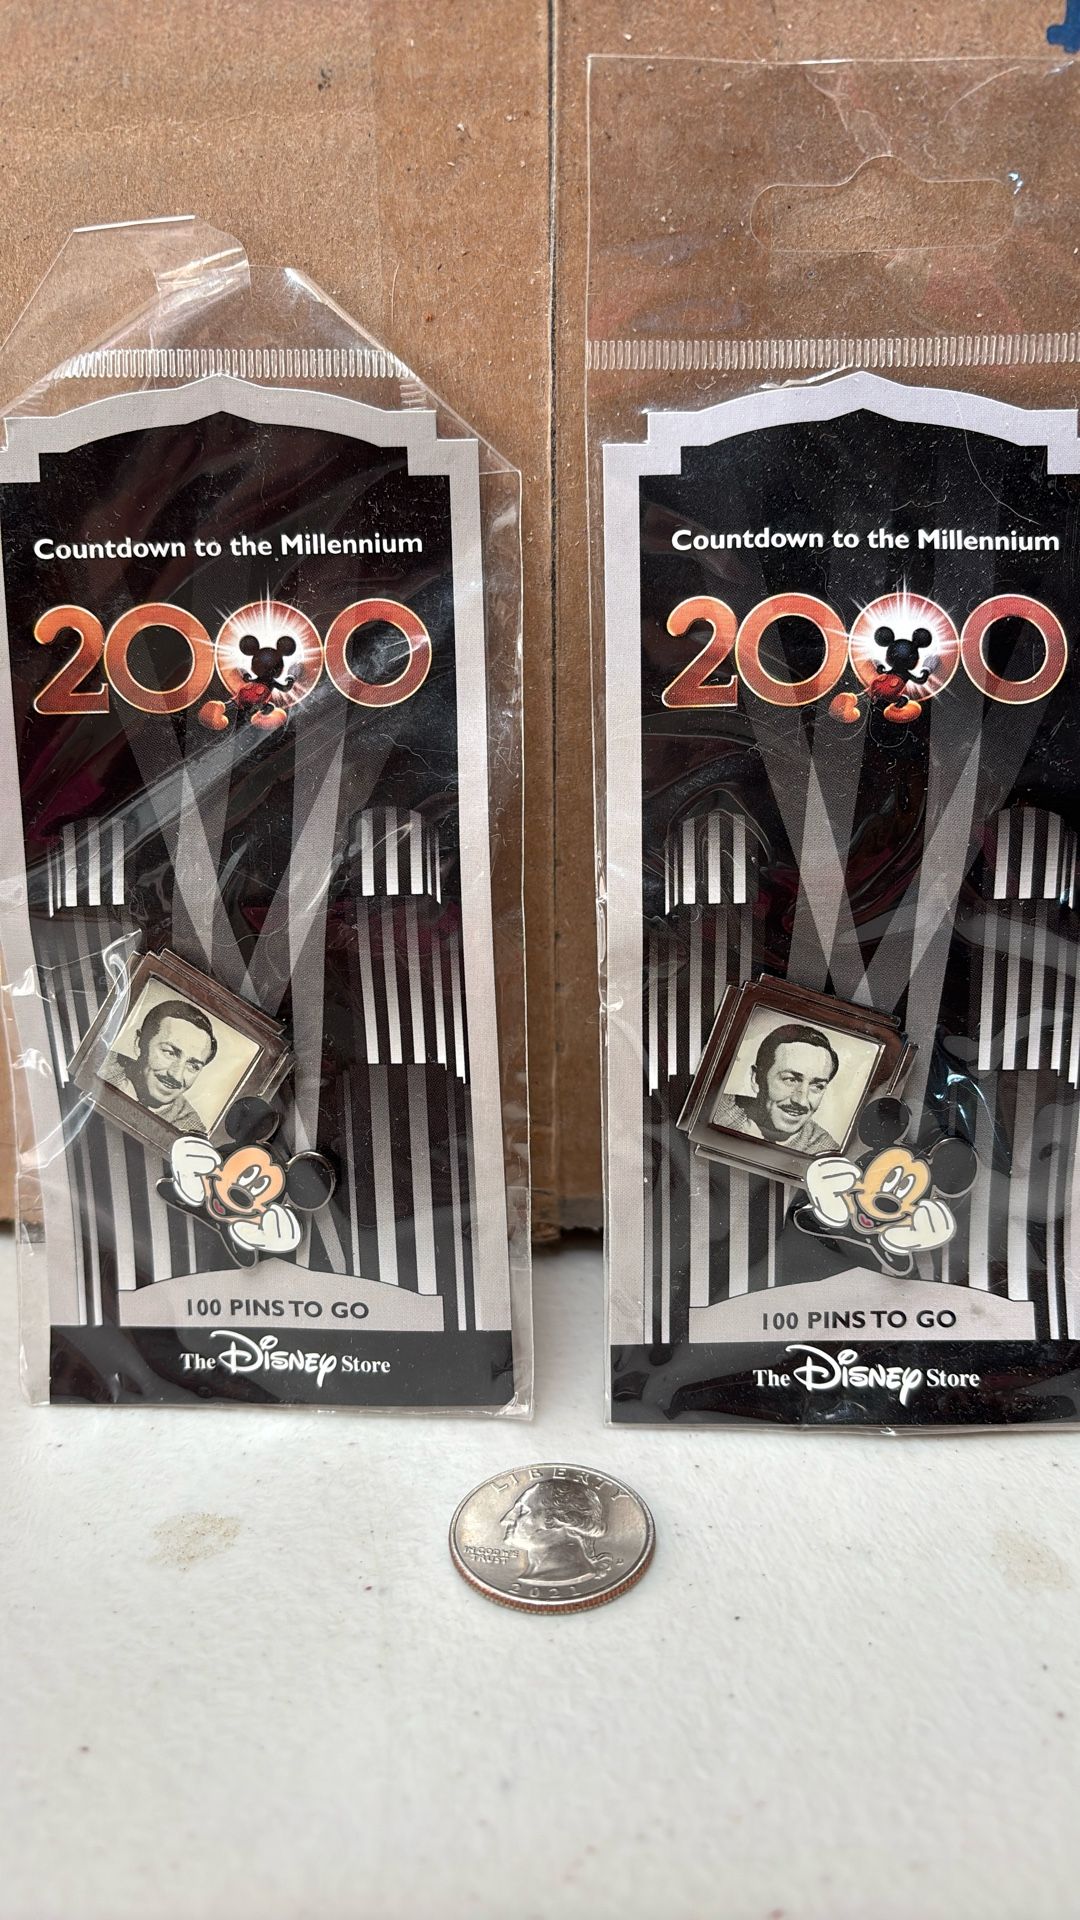 Countdown to the Millennium
2000
100 PINS TO GO
The Disney Store
Countdown to the Millennium
2000
100 PINS TO GO
The Disney Store
LIBERTY
IN GOD WE
TRUST
2021